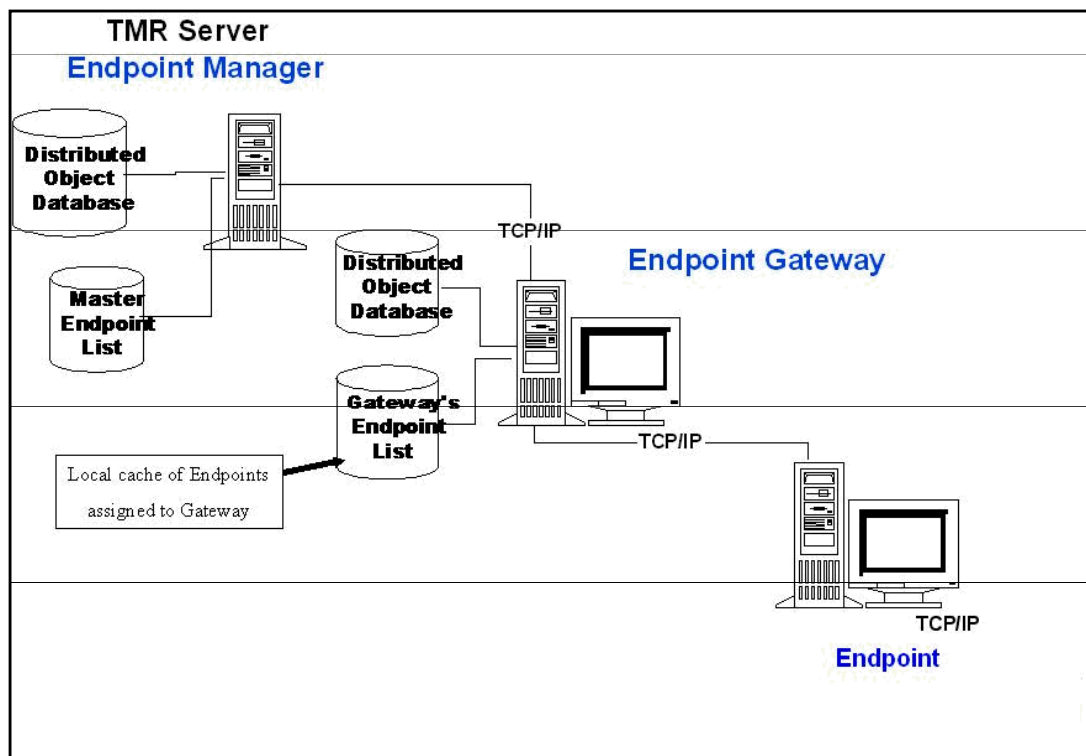 TMR Server
Endpoint Manager
Distributed
Object
Database
TCP/IP
Distributed
Object
Database
Endpoint Gateway
Master
Endpoint
List
Gateway's
Endpoint
List
TCP/IP
Local cache of Endpoints
assigned to Gateway
TCP/IP
Endpoint